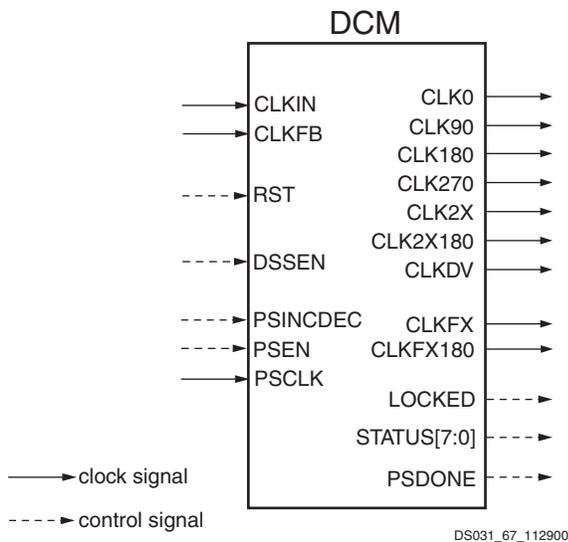 DCM
CLKIN
CLKFB
RST
DSSEN
PSINCDEC
PSEN
PSCLK
CLK0
CLK90
CLK180
CLK270
CLK2X
CLK2X180
CLKDV
CLKFX
CLKFX180
LOCKED
STATUS[7:0]
PSDONE
clock signal
control signal
DS031_67_112900